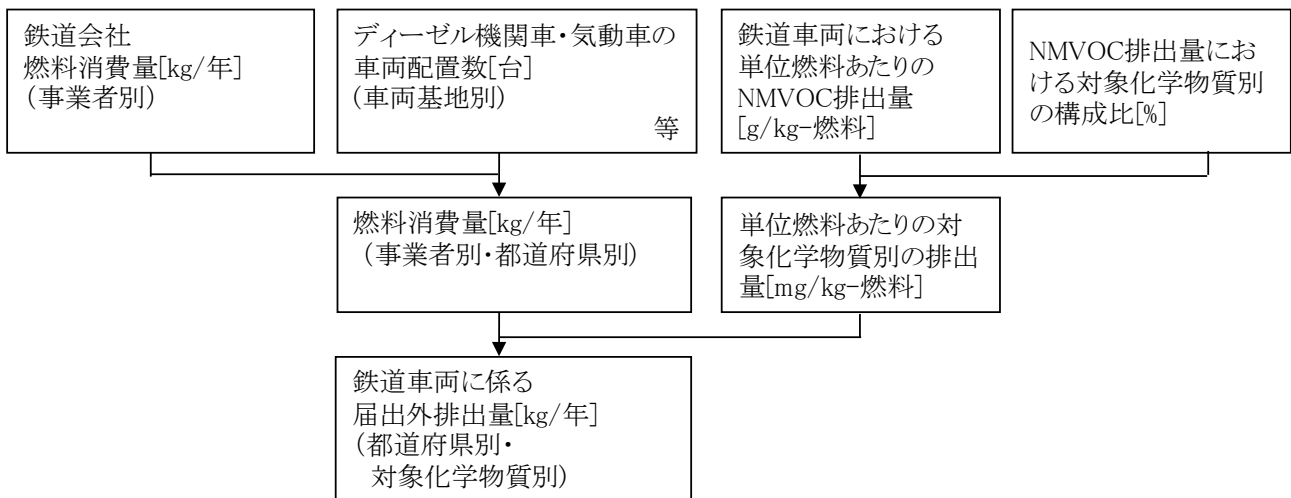 鉄道会社
燃料消費量[kg/年]
(事業者別)
ディーゼル機関車・気動車の
車両配置数[台]
(車両基地別)
等
鉄道車両における
単位燃料あたりの
NMVOC排出量
[g/kg-燃料]
NMVOC排出量にお
ける対象化学物質別
の構成比[%]
燃料消費量[kg/年]
(事業者別・都道府県別)
単位燃料あたりの対
象化学物質別の排出
量[mg/kg-燃料]
鉄道車両に係る
届出外排出量[kg/年]
(都道府県別・
対象化学物質別)